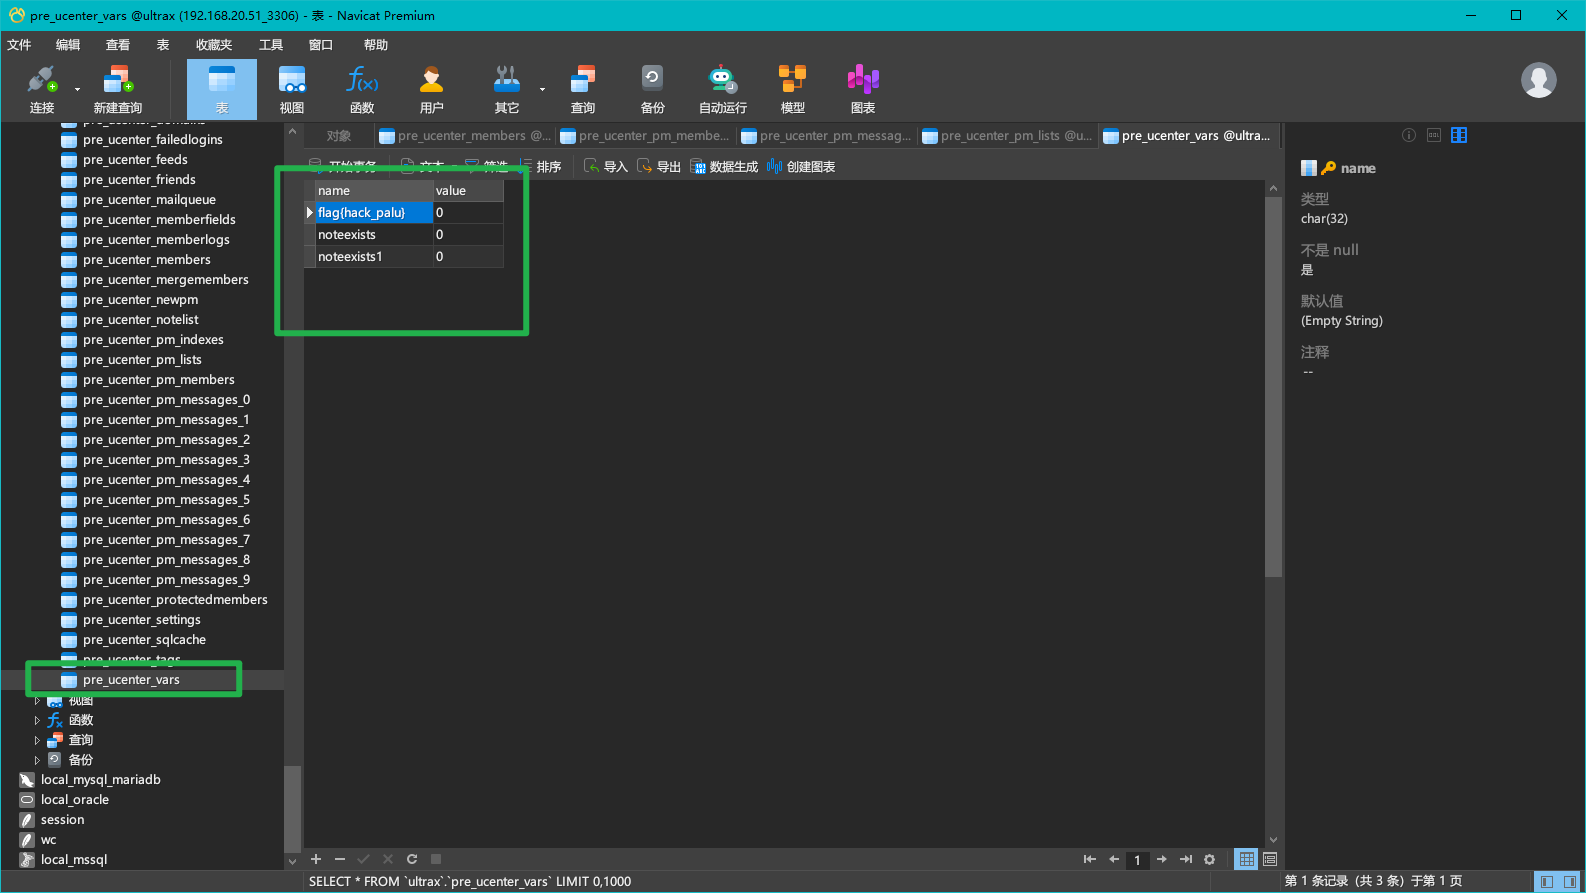 pre_ucenter_vars @ultrax (192.168.20.51_3306) - 表 - Navicat Premium
文件 编辑 查看 表 收藏夹 工具 窗口 帮助
连接 新建查询 表 视图 函数 用户 其它 查询 备份 自动运行 模型 图表
对象 pre_ucenter_members @... pre_ucenter_pm_membe... pre_ucenter_pm_messag... pre_ucenter_pm_lists @u... pre_ucenter_vars @ultra...
开始事务 文本 筛选 排序 导入 导出 数据生成 创建图表
pre_ucenter_domains
pre_ucenter_failedlogins
pre_ucenter_feeds
pre_ucenter_friends
pre_ucenter_mailqueue
pre_ucenter_memberfields
pre_ucenter_memberlogs
pre_ucenter_members
pre_ucenter_mergemembers
pre_ucenter_newpm
pre_ucenter_notelist
pre_ucenter_pm_indexes
pre_ucenter_pm_lists
pre_ucenter_pm_members
pre_ucenter_pm_messages_0
pre_ucenter_pm_messages_1
pre_ucenter_pm_messages_2
pre_ucenter_pm_messages_3
pre_ucenter_pm_messages_4
pre_ucenter_pm_messages_5
pre_ucenter_pm_messages_6
pre_ucenter_pm_messages_7
pre_ucenter_pm_messages_8
pre_ucenter_pm_messages_9
pre_ucenter_protectedmembers
pre_ucenter_settings
pre_ucenter_sqlcache
pre_ucenter_tags
pre_ucenter_vars
视图
函数
查询
备份
local_mysql_mariadb
local_oracle
session
wc
local_mssql
name value
flag{hack_palu} 0
noteexists 0
noteexists1 0
name
类型
char(32)
不是 null
是
默认值
(Empty String)
注释
--
1
SELECT * FROM `ultrax`.`pre_ucenter_vars` LIMIT 0,1000
第 1 条记录 (共 3 条) 于第 1 页